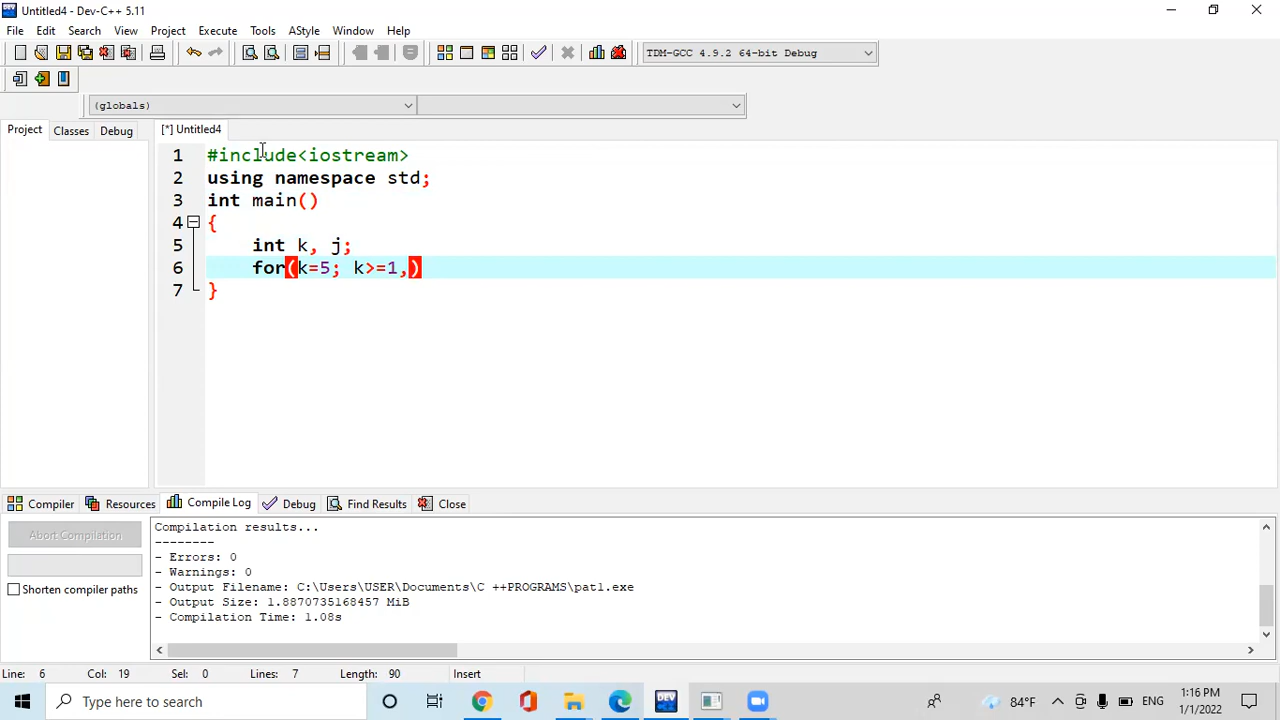 Untitled4 - Dev-C++ 5.11
File Edit Search View Project Execute Tools AStyle Window Help
TDM-GCC 4.9.2 64-bit Debug
(globals)
Project Classes Debug [*] Untitled4
1 #include<iostream>
2 using namespace std;
3 int main()
4 {
5 int k, j;
6 for(k=5; k>=1,)
7 }
Compiler Resources Compile Log Debug Find Results Close
Abort Compilation
Shorten compiler paths
Compilation results...
--------
- Errors: 0
- Warnings: 0
- Output Filename: C:\Users\USER\Documents\C ++PROGRAMS\pat1.exe
- Output Size: 1.8870735168457 MiB
- Compilation Time: 1.08s
Line: 6 Col: 19 Sel: 0 Lines: 7 Length: 90 Insert
Type here to search
DEV
84°F
ENG
1:16 PM
1/1/2022